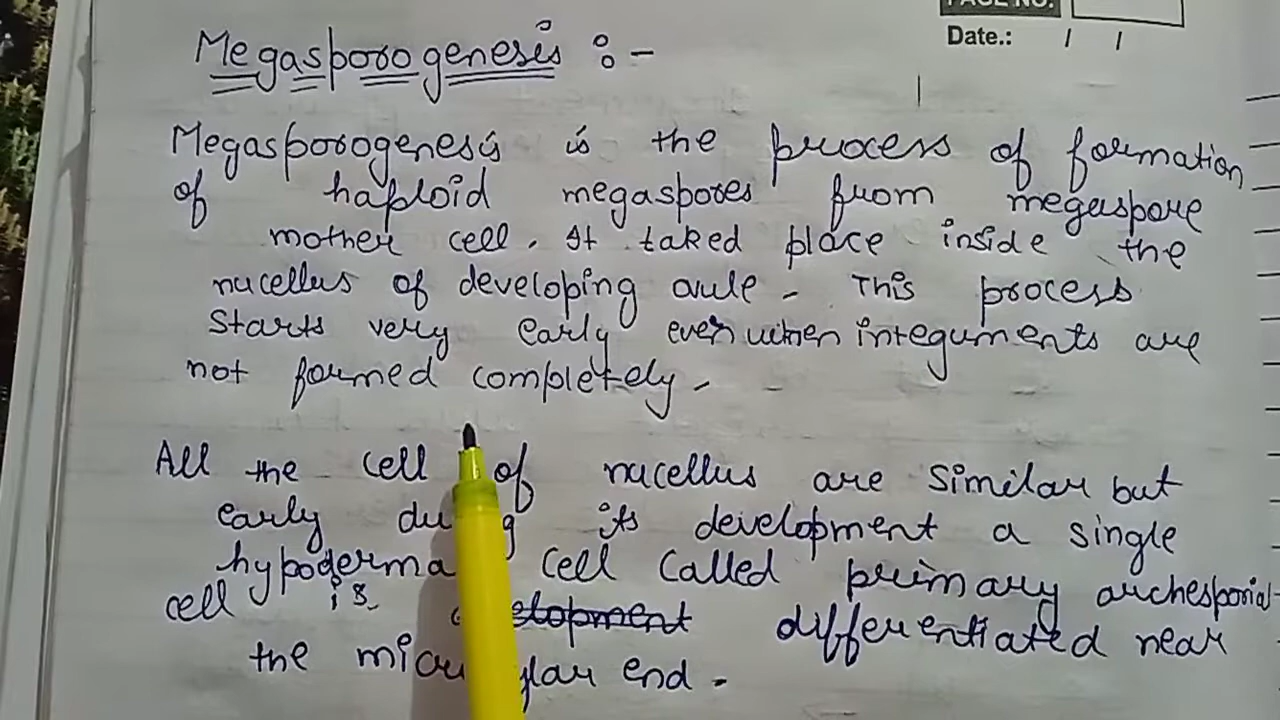 PAGE NO.
Date.: / /
Megasporogenesis :-
Megasporogenesis is the process of formation
of haploid megaspores from megaspore
mother cell. It taked place inside the
nucellus of developing ovule. This process
starts very early even when integuments are
not formed completely.
All the cell of nucellus are similar but
early its development a single
cell called primary archesporial
cell is differentiated near
the end.